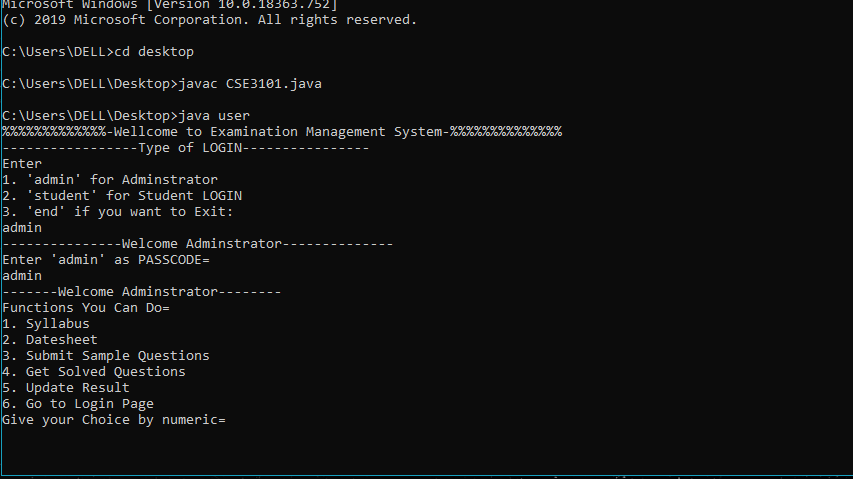 Microsoft Windows [Version 10.0.18363.752]
(c) 2019 Microsoft Corporation. All rights reserved.
C:\Users\DELL>cd desktop
C:\Users\DELL\Desktop>javac CSE3101.java
C:\Users\DELL\Desktop>java user
%%%%%%%%%%%%%-Wellcome to Examination Management System-%%%%%%%%%%%%%%
-----------------Type of LOGIN----------------
Enter
1. 'admin' for Adminstrator
2. 'student' for Student LOGIN
3. 'end' if you want to Exit:
admin
---------------Welcome Adminstrator--------------
Enter 'admin' as PASSCODE=
admin
-------Welcome Adminstrator--------
Functions You Can Do=
1. Syllabus
2. Datesheet
3. Submit Sample Questions
4. Get Solved Questions
5. Update Result
6. Go to Login Page
Give your Choice by numeric=